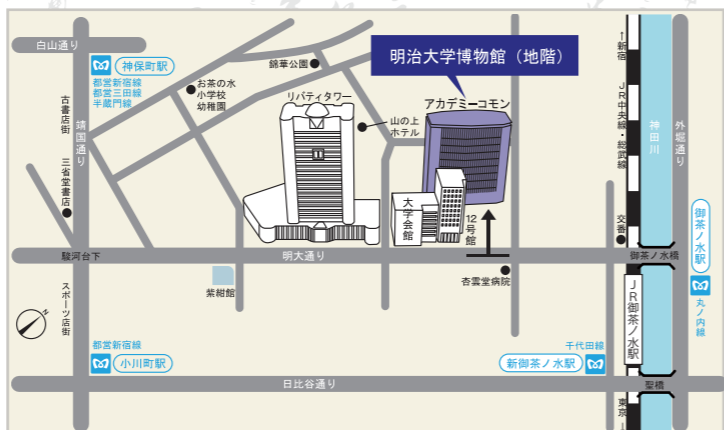 白山通り
神保町駅
都営新宿線
都営三田線
半蔵門線
古書店街
靖国通り
三省堂書店
お茶の水
小学校
幼稚園
錦華公園
リバティタワー
1
山の上
ホテル
明治大学博物館（地階）
アカデミーコモン
大学会館
12号館
↑新宿
JR中央線・総武線
神田川
外堀通り
交番
御茶ノ水駅
丸ノ内線
駿河台下
明大通り
御茶ノ水橋
紫紺館
杏雲堂病院
スポーツ店街
N
JR御茶ノ水駅
都営新宿線
小川町駅
千代田線
新御茶ノ水駅
日比谷通り
聖橋
東京↓